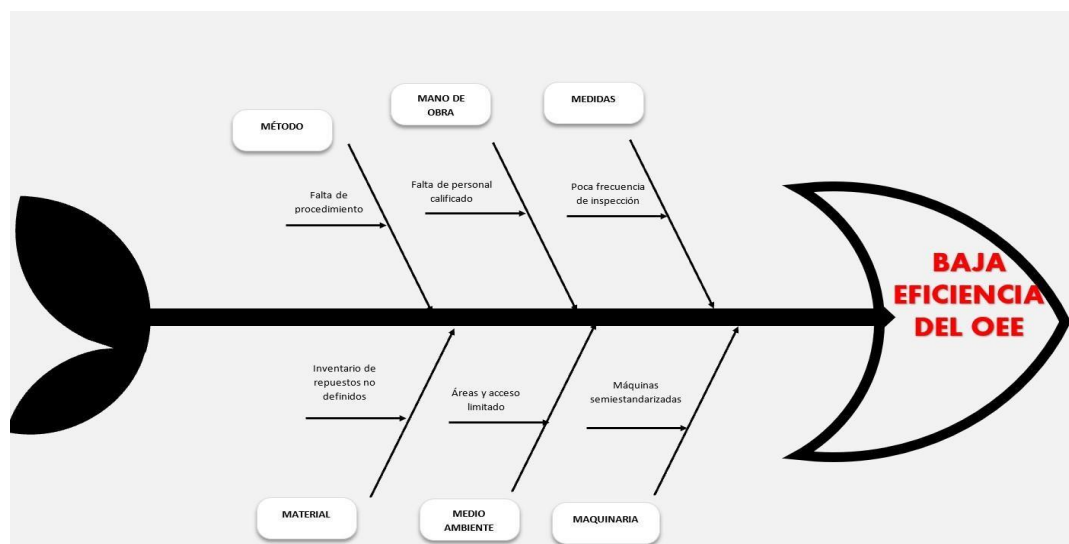 MANO DE
OBRA
MEDIDAS
MÉTODO
Falta de
procedimiento
Falta de personal
calificado
Poca frecuencia
de inspección
BAJA
EFICIENCIA
DEL OEE
Inventario de
repuestos no
definidos
Áreas y acceso
limitado
Máquinas
semiestandarizadas
MATERIAL
MEDIO
AMBIENTE
MAQUINARIA